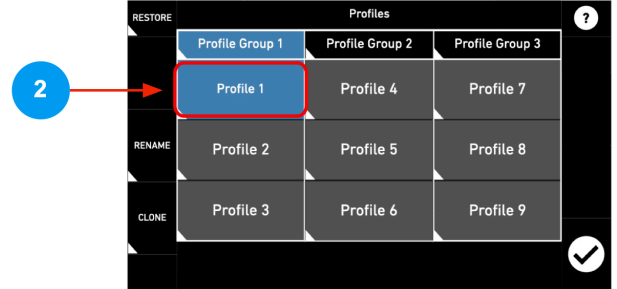 RESTORE
Profiles
?
Profile Group 1
Profile Group 2
Profile Group 3
2
Profile 1
Profile 4
Profile 7
RENAME
Profile 2
Profile 5
Profile 8
CLONE
Profile 3
Profile 6
Profile 9